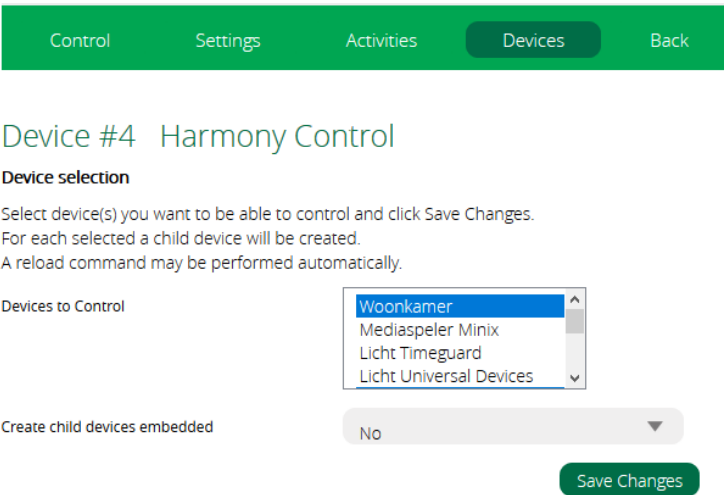 Control Settings Activities Devices Back
Device #4 Harmony Control
Device selection
Select device(s) you want to be able to control and click Save Changes.
For each selected a child device will be created.
A reload command may be performed automatically.
Devices to Control
Woonkamer
Mediaspeler Minix
Licht Timeguard
Licht Universal Devices
Create child devices embedded
No
Save Changes